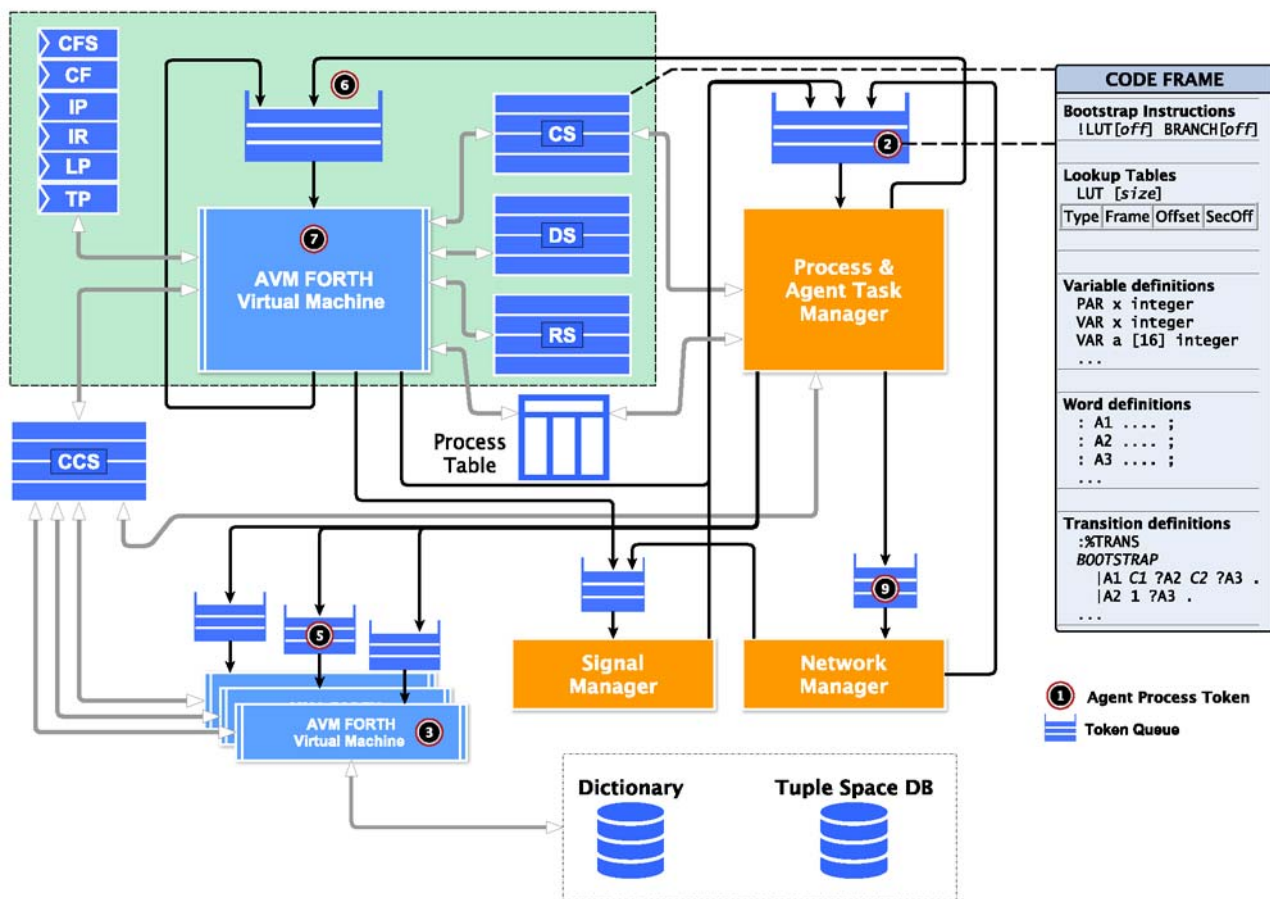 CFS
CF
IP
IR
LP
TP
6
CS
DS
RS
7
AVM FORTH
Virtual Machine
2
Process &
Agent Task
Manager
CODE FRAME
Bootstrap Instructions
!LUT[off] BRANCH[off]
Lookup Tables
LUT [size]
Type Frame Offset SecOff
Variable definitions
PAR x integer
VAR x integer
VAR a [16] integer
...
Word definitions
: A1 .... ;
: A2 .... ;
: A3 .... ;
...
Transition definitions
:%TRANS
BOOTSTRAP
|A1 C1 ?A2 C2 ?A3 .
|A2 1 ?A3 .
...
CCS
Process
Table
5
9
Signal
Manager
Network
Manager
AVM FORTH
Virtual Machine
3
1 Agent Process Token
Token Queue
Dictionary
Tuple Space DB